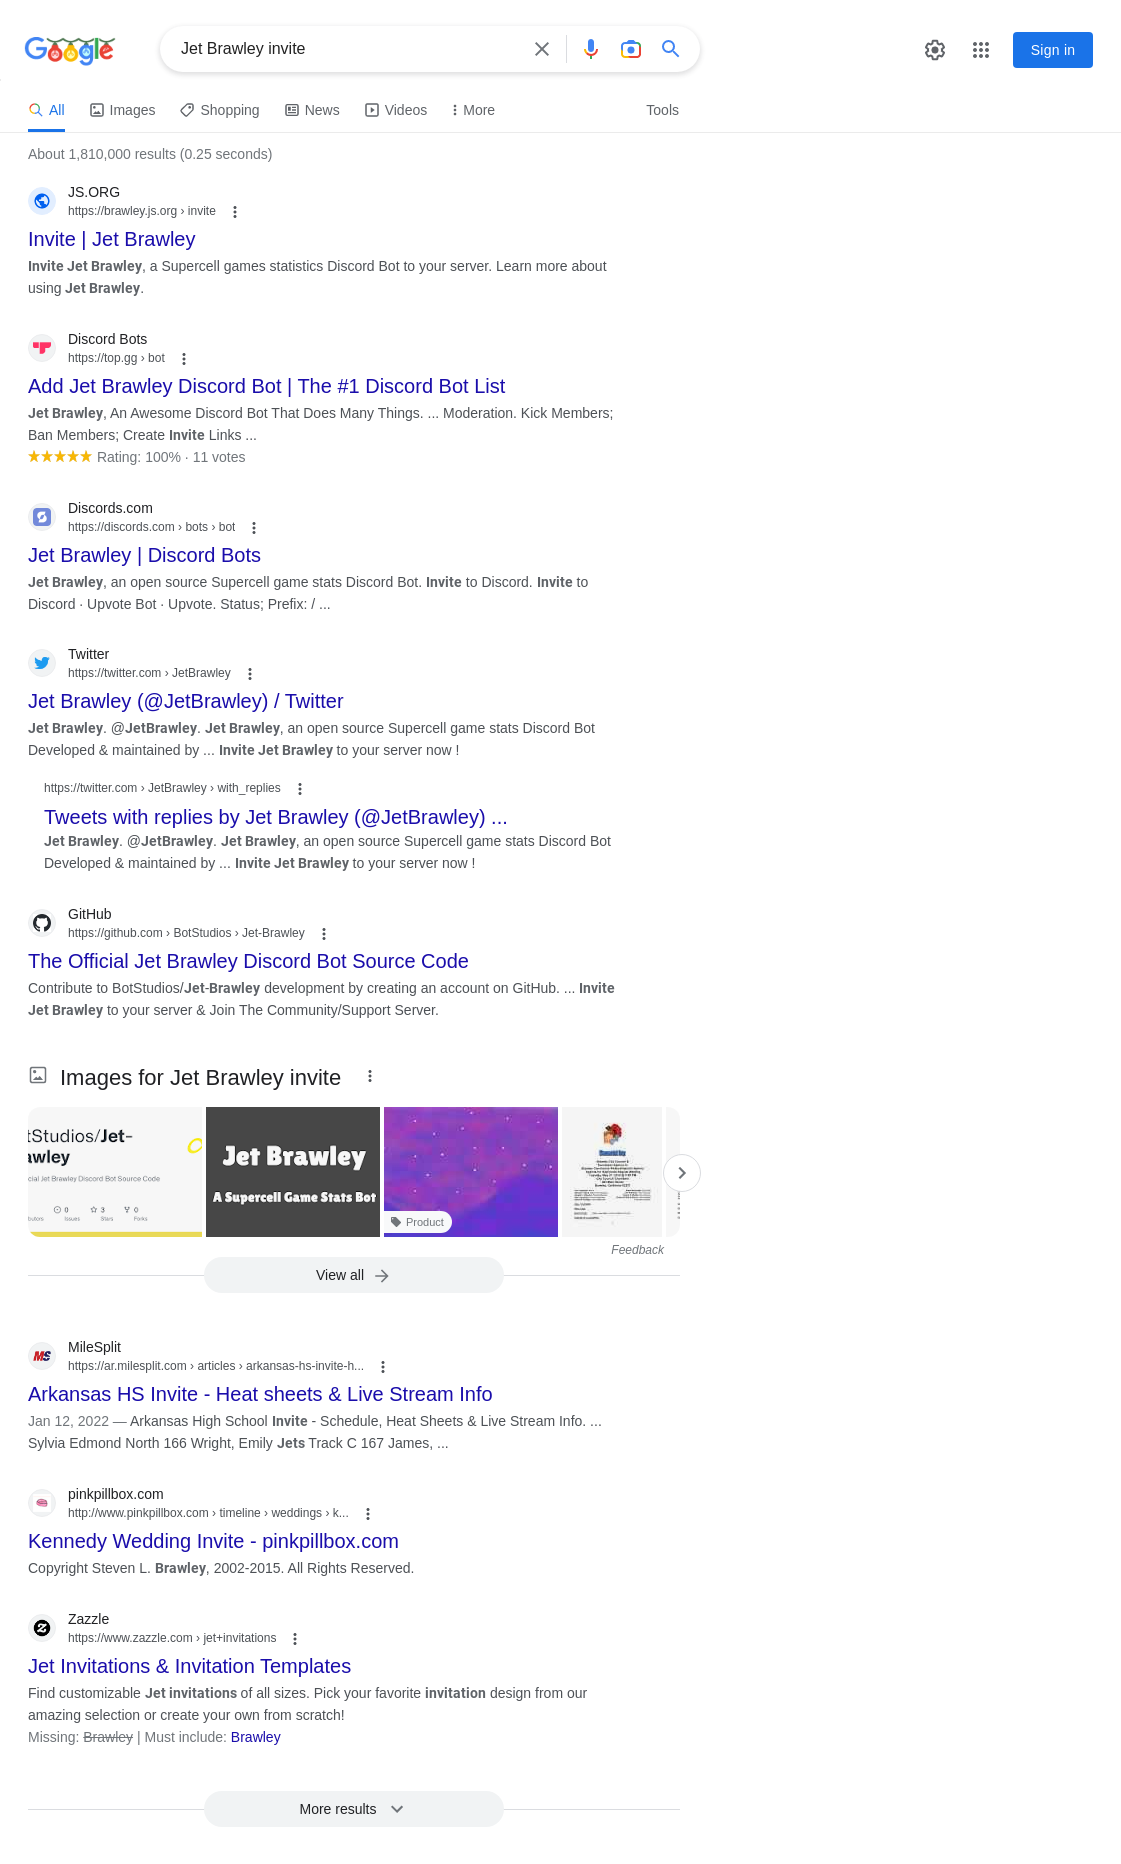 Google
Jet Brawley invite
Sign in
All
Images
Shopping
News
Videos
More
Tools
About 1,810,000 results (0.25 seconds)
JS.ORG
https://brawley.js.org › invite
Invite | Jet Brawley
Invite Jet Brawley, a Supercell games statistics Discord Bot to your server. Learn more about
using Jet Brawley.
Discord Bots
https://top.gg › bot
Add Jet Brawley Discord Bot | The #1 Discord Bot List
Jet Brawley, An Awesome Discord Bot That Does Many Things. ... Moderation. Kick Members;
Ban Members; Create Invite Links ...
Rating: 100% · 11 votes
Discords.com
https://discords.com › bots › bot
Jet Brawley | Discord Bots
Jet Brawley, an open source Supercell game stats Discord Bot. Invite to Discord. Invite to
Discord · Upvote Bot · Upvote. Status; Prefix: / ...
Twitter
https://twitter.com › JetBrawley
Jet Brawley (@JetBrawley) / Twitter
Jet Brawley. @JetBrawley. Jet Brawley, an open source Supercell game stats Discord Bot
Developed & maintained by ... Invite Jet Brawley to your server now !
https://twitter.com › JetBrawley › with_replies
Tweets with replies by Jet Brawley (@JetBrawley) ...
Jet Brawley. @JetBrawley. Jet Brawley, an open source Supercell game stats Discord Bot
Developed & maintained by ... Invite Jet Brawley to your server now !
GitHub
https://github.com › BotStudios › Jet-Brawley
The Official Jet Brawley Discord Bot Source Code
Contribute to BotStudios/Jet-Brawley development by creating an account on GitHub. ... Invite
Jet Brawley to your server & Join The Community/Support Server.
Images for Jet Brawley invite
tStudios/Jet-
awley
cial Jet Brawley Discord Bot Source Code
0
3
0
Issues
Stars
Forks
Jet Brawley
A Supercell Game Stats Bot
Product
Feedback
View all
MileSplit
https://ar.milesplit.com › articles › arkansas-hs-invite-h...
Arkansas HS Invite - Heat sheets & Live Stream Info
Jan 12, 2022 — Arkansas High School Invite - Schedule, Heat Sheets & Live Stream Info. ...
Sylvia Edmond North 166 Wright, Emily Jets Track C 167 James, ...
pinkpillbox.com
http://www.pinkpillbox.com › timeline › weddings › k...
Kennedy Wedding Invite - pinkpillbox.com
Copyright Steven L. Brawley, 2002-2015. All Rights Reserved.
Zazzle
https://www.zazzle.com › jet+invitations
Jet Invitations & Invitation Templates
Find customizable Jet invitations of all sizes. Pick your favorite invitation design from our
amazing selection or create your own from scratch!
Missing: Brawley | Must include: Brawley
More results